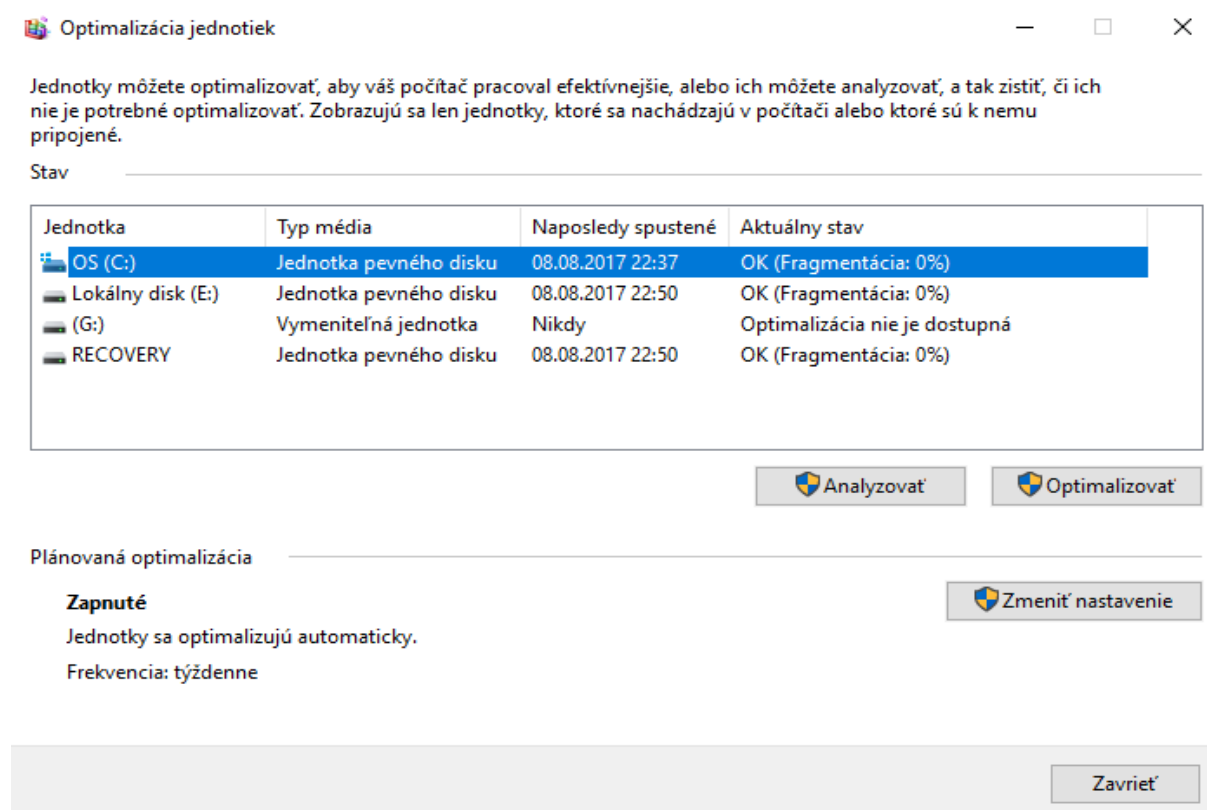 Optimalizácia jednotiek
Jednotky môžete optimalizovať, aby váš počítač pracoval efektívnejšie, alebo ich môžete analyzovať, a tak zistiť, či ich
nie je potrebné optimalizovať. Zobrazujú sa len jednotky, ktoré sa nachádzajú v počítači alebo ktoré sú k nemu
pripojené.
Stav
Jednotka Typ média Naposledy spustené Aktuálny stav
OS (C:) Jednotka pevného disku 08.08.2017 22:37 OK (Fragmentácia: 0%)
Lokálny disk (E:) Jednotka pevného disku 08.08.2017 22:50 OK (Fragmentácia: 0%)
(G:) Vymeniteľná jednotka Nikdy Optimalizácia nie je dostupná
RECOVERY Jednotka pevného disku 08.08.2017 22:50 OK (Fragmentácia: 0%)
Analyzovať Optimalizovať
Plánovaná optimalizácia
Zapnuté Zmeniť nastavenie
Jednotky sa optimalizujú automaticky.
Frekvencia: týždenne
Zavrieť